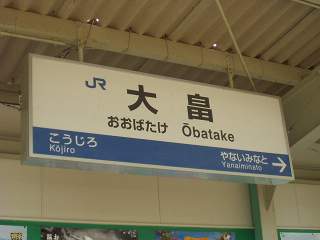 JR 大畠
おおばたけ Ōbatake
こうじろ やないみなと
Kōjiro Yanaiminato